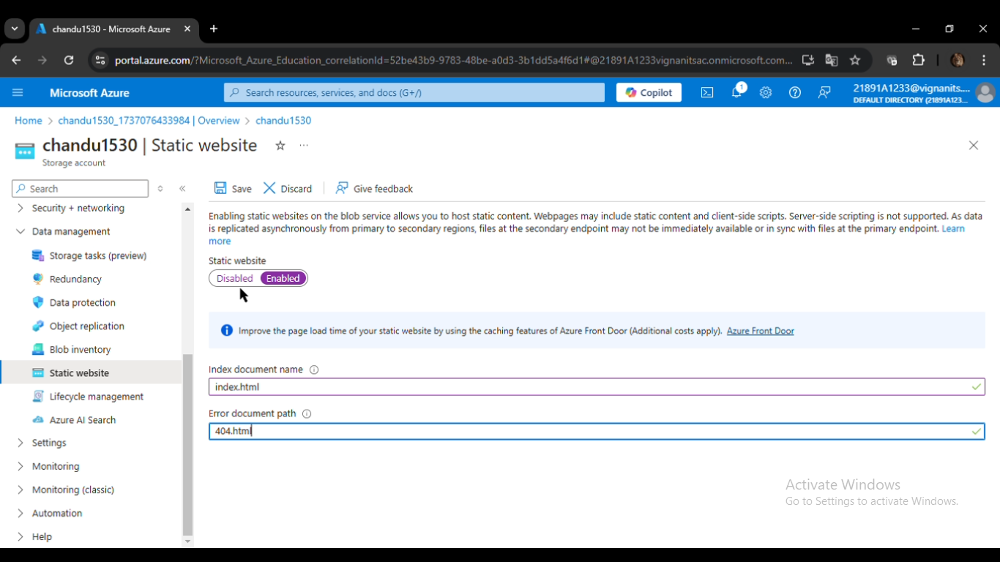 chandu1530 - Microsoft Azure
portal.azure.com/?Microsoft_Azure_Education_correlationId=52be43b9-9783-48be-a0d3-3b1dd5a4f6d1#@21891A1233vignanitsac.onmicrosoft.com...
Microsoft Azure
Search resources, services, and docs (G+/)
Copilot
1
21891A1233@vignanits....
DEFAULT DIRECTORY (21891A123...
Home > chandu1530_1737076433984 | Overview > chandu1530
chandu1530 | Static website
Storage account
Search
Save
Discard
Give feedback
Security + networking
Data management
Storage tasks (preview)
Redundancy
Data protection
Object replication
Blob inventory
Static website
Lifecycle management
Azure AI Search
Settings
Monitoring
Monitoring (classic)
Automation
Help
Enabling static websites on the blob service allows you to host static content. Webpages may include static content and client-side scripts. Server-side scripting is not supported. As data
is replicated asynchronously from primary to secondary regions, files at the secondary endpoint may not be immediately available or in sync with files at the primary endpoint. Learn
more
Static website
Disabled Enabled
Improve the page load time of your static website by using the caching features of Azure Front Door (Additional costs apply). Azure Front Door
Index document name
index.html
Error document path
404.html
Activate Windows
Go to Settings to activate Windows.